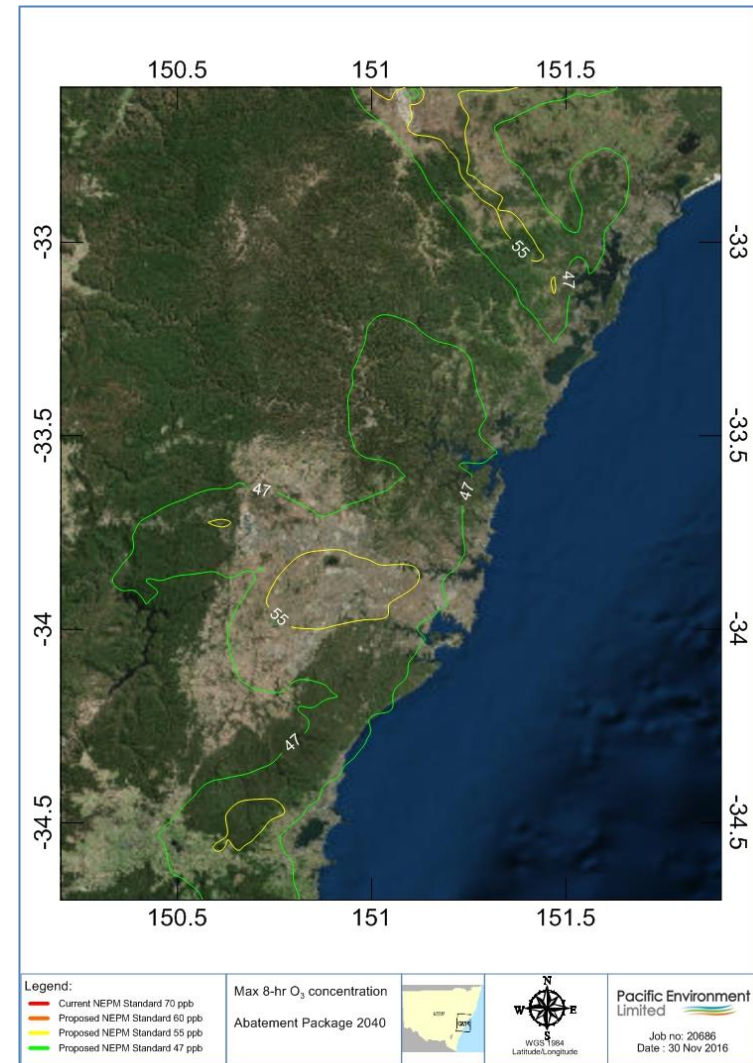 150.5 151 151.5
-33 -33
-33.5 -33.5
-34 -34
-34.5 -34.5
55
47
47
47
55
47
150.5 151 151.5
Legend:
Current NEPM Standard 70 ppb
Proposed NEPM Standard 60 ppb
Proposed NEPM Standard 55 ppb
Proposed NEPM Standard 47 ppb
Max 8-hr O₃ concentration
Abatement Package 2040
NSW
GMR
N
W E
S
WGS 1984
Latitude/Longitude
Pacific Environment
Limited
Job no: 20686
Date : 30 Nov 2016